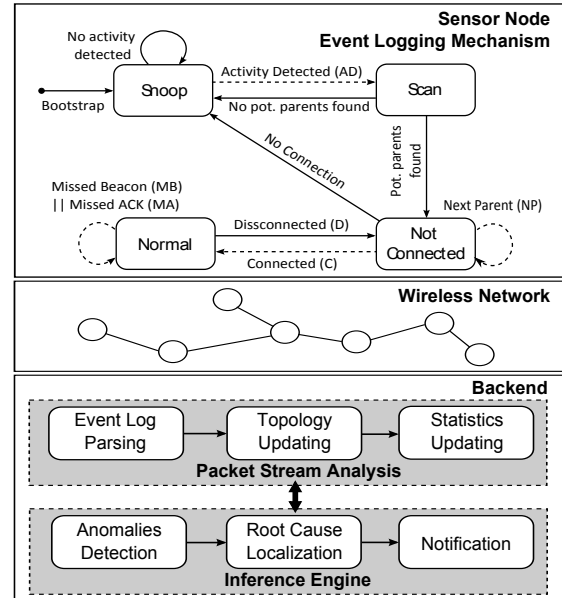 Sensor Node
Event Logging Mechanism
No activity
detected
Snoop
Activity Detected (AD)
No pot. parents found
Scan
Bootstrap
No Connection
Pot. parents
found
Missed Beacon (MB)
|| Missed ACK (MA)
Next Parent (NP)
Normal
Dissconnected (D)
Connected (C)
Not
Connected
Wireless Network
Backend
Event Log
Parsing
Topology
Updating
Statistics
Updating
Packet Stream Analysis
Anomalies
Detection
Root Cause
Localization
Notification
Inference Engine